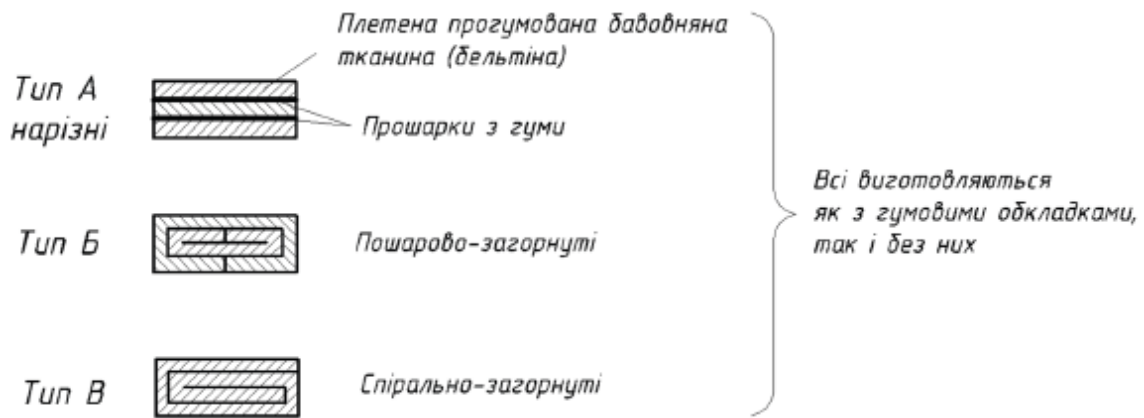 Плетена прогумована бавовняна
тканина (бельтіна)
Тип А
нарізні
Прошарки з гуми
Всі виготовляються
як з гумовими обкладками,
так і без них
Тип Б
Пошарово-загорнуті
Тип В
Спірально-загорнуті